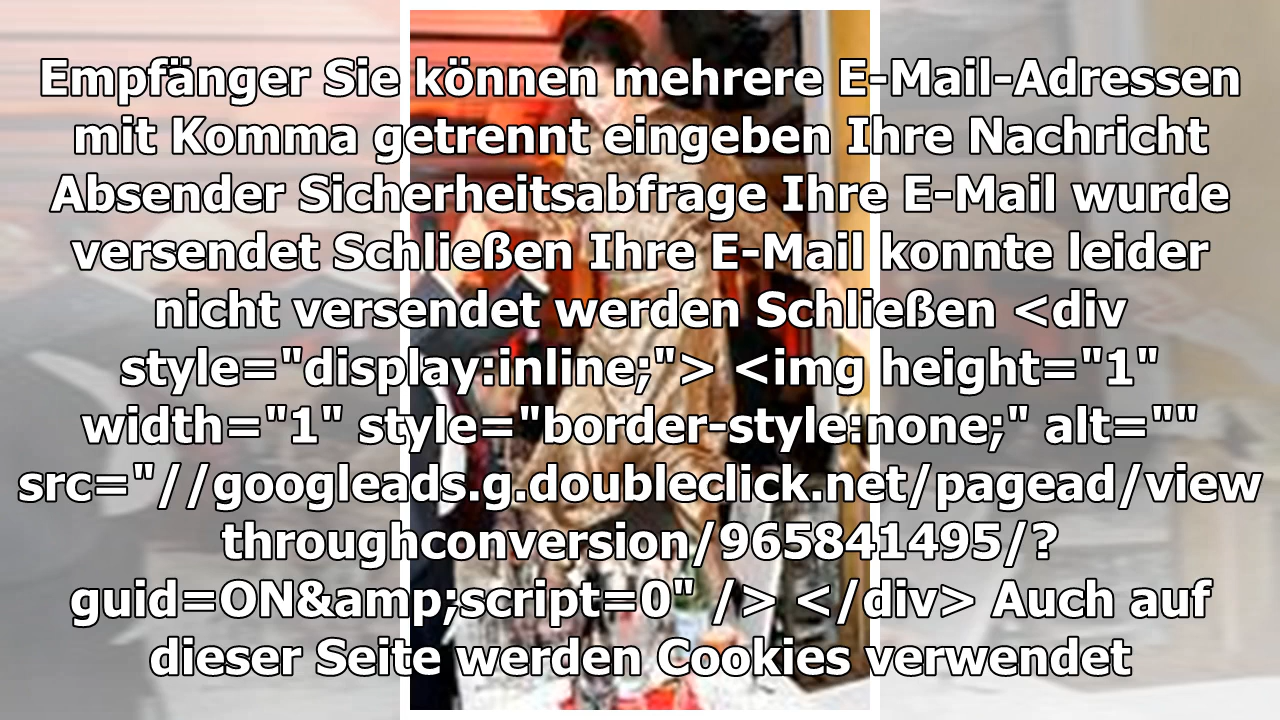 Empfänger Sie können mehrere E-Mail-Adressen
mit Komma getrennt eingeben Ihre Nachricht
Absender Sicherheitsabfrage Ihre E-Mail wurde
versendet Schließen Ihre E-Mail konnte leider
nicht versendet werden Schließen <div
style="display:inline;"> <img height="1"
width="1" style="border-style:none;" alt=""
src="//googleads.g.doubleclick.net/pagead/view
throughconversion/965841495/?
guid=ON&amp;script=0" /> </div> Auch auf
dieser Seite werden Cookies verwendet